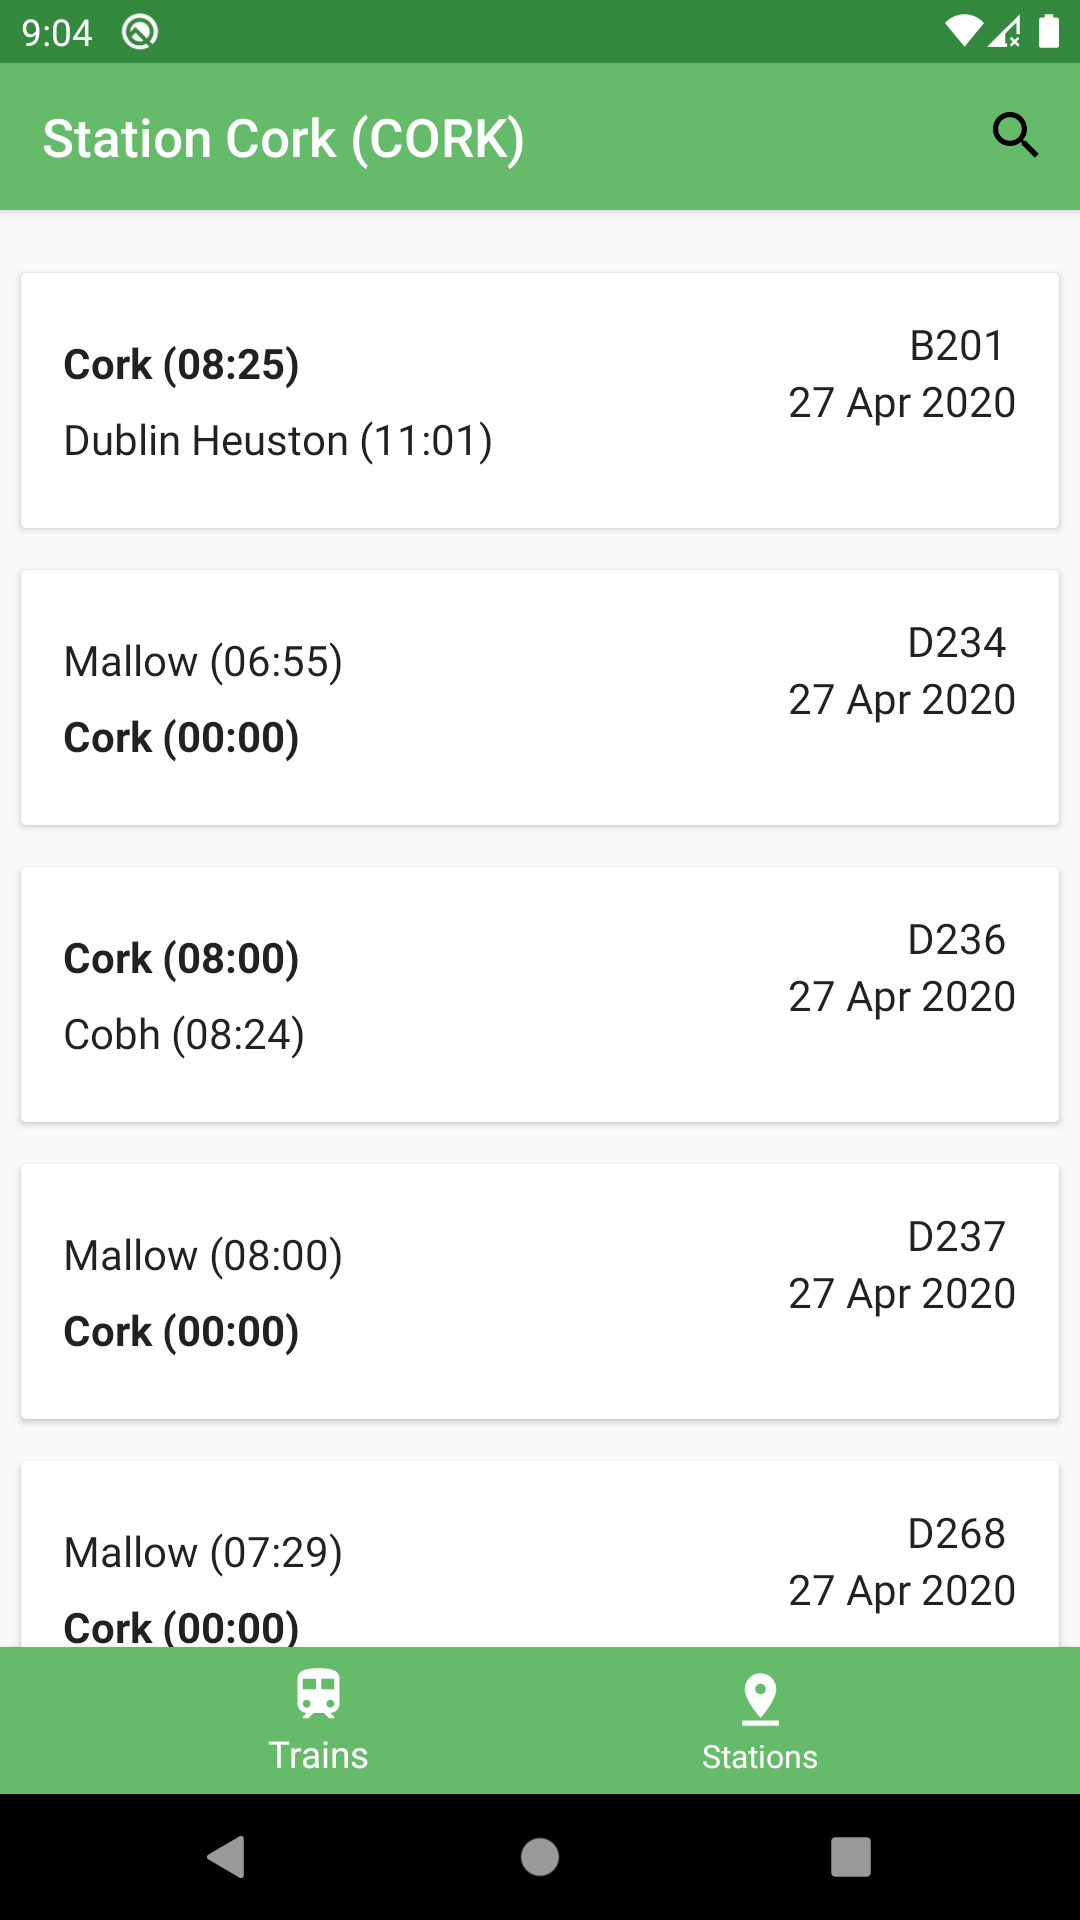 9:04
Station Cork (CORK)
Cork (08:25)
B201
27 Apr 2020
Dublin Heuston (11:01)
Mallow (06:55)
D234
27 Apr 2020
Cork (00:00)
Cork (08:00)
D236
27 Apr 2020
Cobh (08:24)
Mallow (08:00)
D237
27 Apr 2020
Cork (00:00)
Mallow (07:29)
D268
27 Apr 2020
Cork (00:00)
Trains
Stations